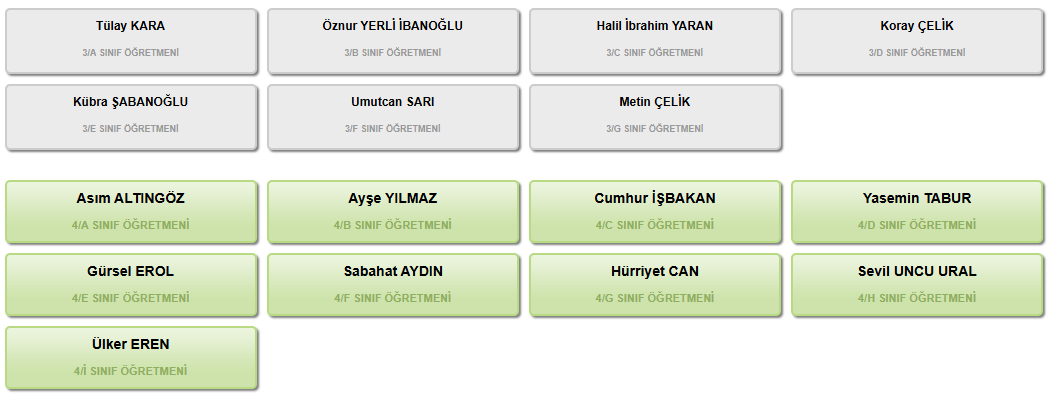 Tülay KARA
3/A SINIF ÖĞRETMENİ
Öznur YERLİ İBANOĞLU
3/B SINIF ÖĞRETMENİ
Halil İbrahim YARAN
3/C SINIF ÖĞRETMENİ
Koray ÇELİK
3/D SINIF ÖĞRETMENİ
Kübra ŞABANOĞLU
3/E SINIF ÖĞRETMENİ
Umutcan SARI
3/F SINIF ÖĞRETMENİ
Metin ÇELİK
3/G SINIF ÖĞRETMENİ
Asım ALTINGÖZ
4/A SINIF ÖĞRETMENİ
Ayşe YILMAZ
4/B SINIF ÖĞRETMENİ
Cumhur İŞBAKAN
4/C SINIF ÖĞRETMENİ
Yasemin TABUR
4/D SINIF ÖĞRETMENİ
Gürsel EROL
4/E SINIF ÖĞRETMENİ
Sabahat AYDIN
4/F SINIF ÖĞRETMENİ
Hürriyet CAN
4/G SINIF ÖĞRETMENİ
Sevil UNCU URAL
4/H SINIF ÖĞRETMENİ
Ülker EREN
4/İ SINIF ÖĞRETMENİ